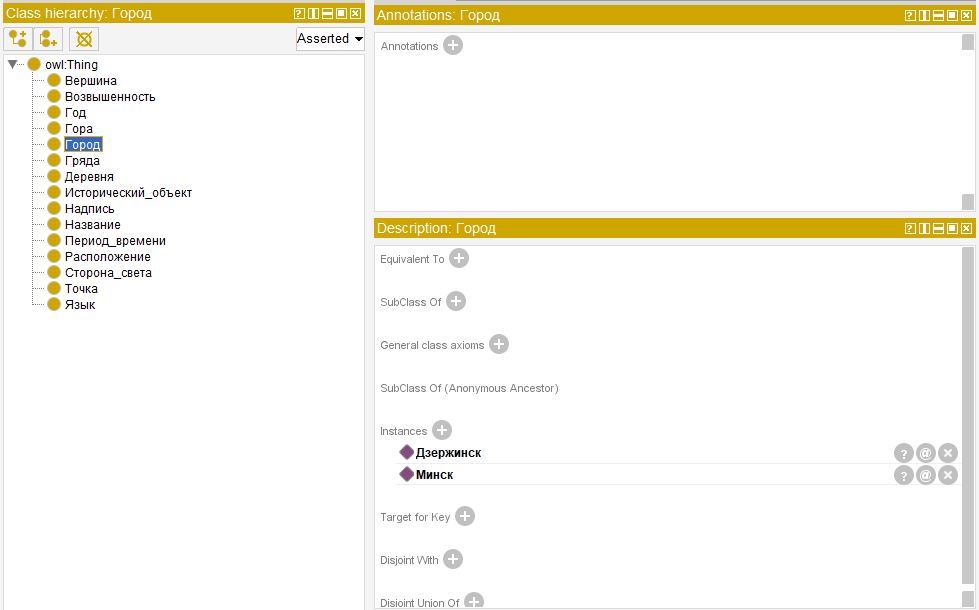 Class hierarchy: Город
Asserted
owl:Thing
Вершина
Возвышенность
Год
Гора
Город
Гряда
Деревня
Исторический_объект
Надпись
Название
Период_времени
Расположение
Сторона_света
Точка
Язык
Annotations: Город
Annotations
Description: Город
Equivalent To
SubClass Of
General class axioms
SubClass Of (Anonymous Ancestor)
Instances
Дзержинск
Минск
Target for Key
Disjoint With
Disjoint Union Of